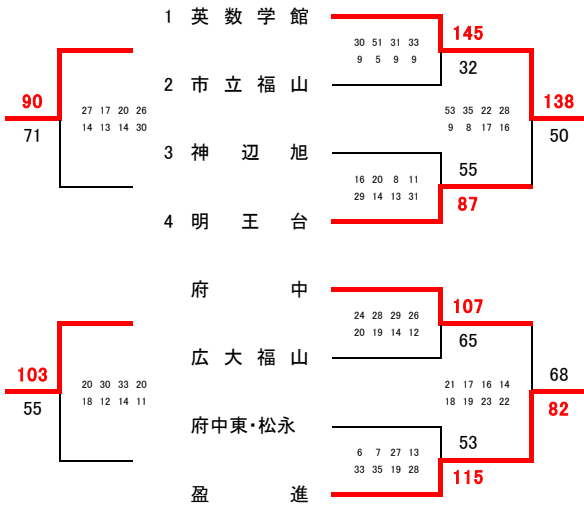 1 英数学館
30 51 31 33
145
9 5 9 9
32
2 市立福山
90
27 17 20 26
53 35 22 28
138
71
14 13 14 30
9 8 17 16
50
3 神辺旭
16 20 8 11
55
29 14 13 31
87
4 明王台
府中
24 28 29 26
107
20 19 14 12
65
広大福山
103
20 30 33 20
21 17 16 14
68
55
18 12 14 11
18 19 23 22
82
府中東・松永
6 7 27 13
53
33 35 19 28
115
盈進